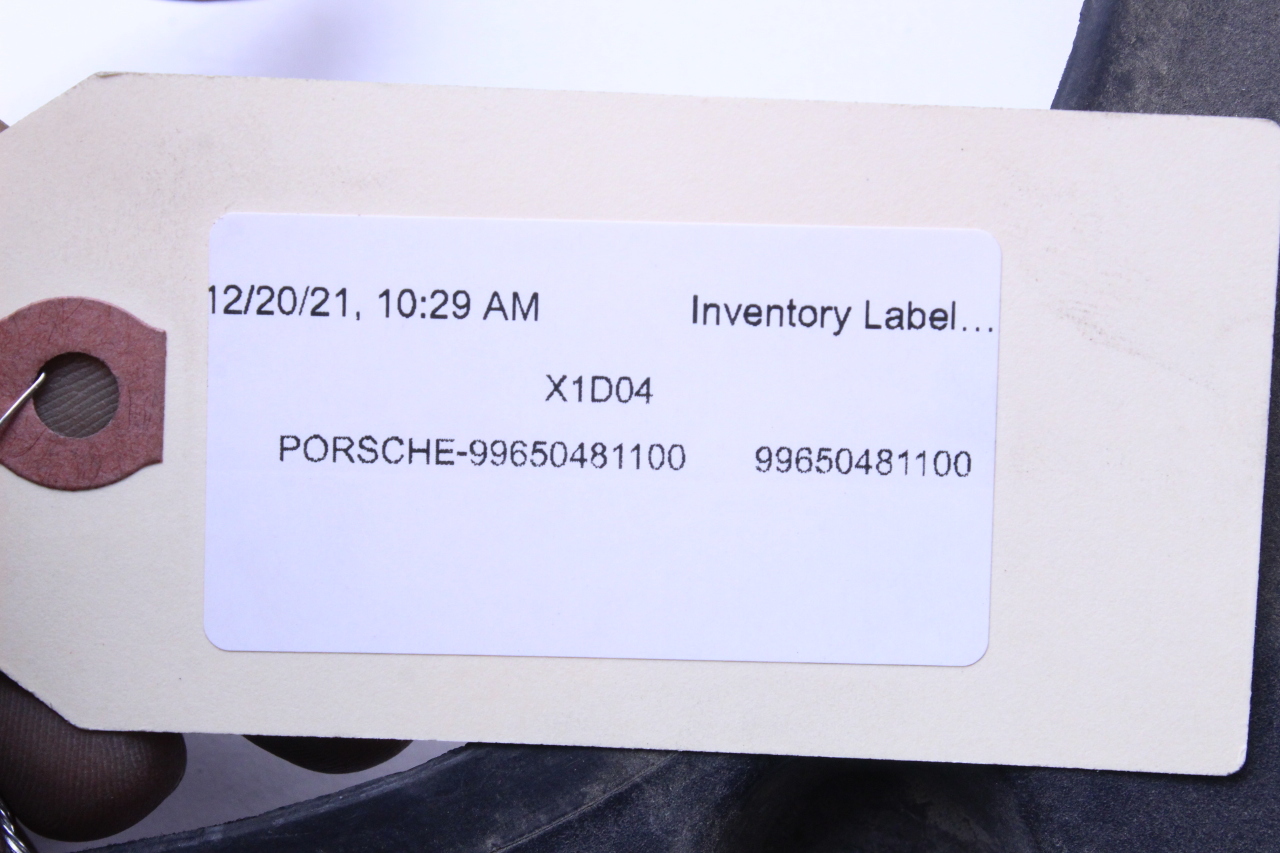 12/20/21, 10:29 AM Inventory Label...
X1D04
PORSCHE-99650481100 99650481100